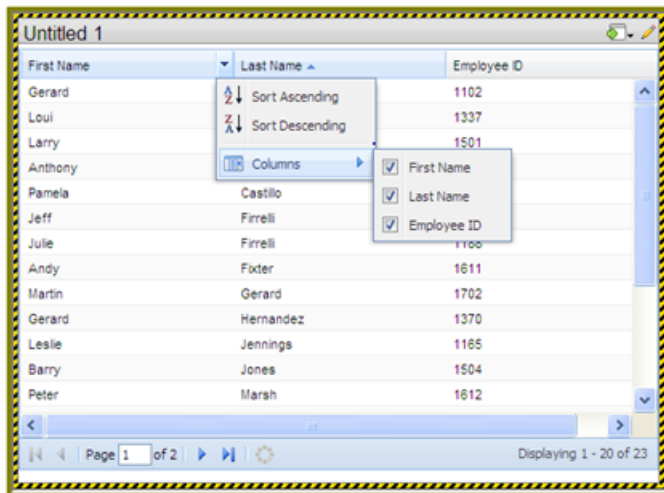 Untitled 1
First Name Last Name Employee ID
Gerard 1102
Loui Sort Ascending 1337
Larry Sort Descending 1501
Anthony Columns First Name
Pamela Castillo Last Name
Jeff Firrelli Employee ID
Julie Firrelli 1188
Andy Fixter 1611
Martin Gerard 1702
Gerard Hernandez 1370
Leslie Jennings 1165
Barry Jones 1504
Peter Marsh 1612
Page 1 of 2 Displaying 1 - 20 of 23